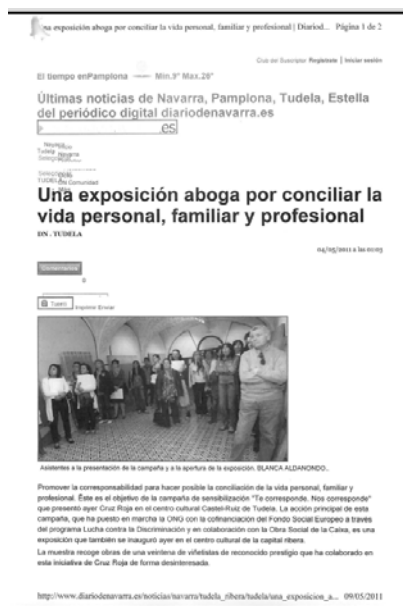 una exposición aboga por conciliar la vida personal, familiar y profesional | Diariod... Página 1 de 2
Club del Suscriptor Regístrate | Iniciar sesión
El tiempo enPamplona Min.9° Max.26°
Últimas noticias de Navarra, Pamplona, Tudela, Estella
del periódico digital diariodenavarra.es
.es
Navarra
Tudela Navarra
TUDELA Comunidad
Una exposición aboga por conciliar la
vida personal, familiar y profesional
DN . TUDELA
04/05/2011 a las 01:03
0
Tweet Imprimir Enviar
Asistentes a la presentación de la campaña y a la apertura de la exposición. BLANCA ALDANONDO..
Promover la corresponsabilidad para hacer posible la conciliación de la vida personal, familiar y
profesional. Éste es el objetivo de la campaña de sensibilización "Te corresponde. Nos corresponde"
que presentó ayer Cruz Roja en el centro cultural Castel-Ruiz de Tudela. La acción principal de esta
campaña, que ha puesto en marcha la ONG con la cofinanciación del Fondo Social Europeo a través
del programa Lucha contra la Discriminación y en colaboración con la Obra Social de la Caixa, es una
exposición que también se inauguró ayer en el centro cultural de la capital ribera.
La muestra recoge obras de una veintena de viñetistas de reconocido prestigio que ha colaborado en
esta iniciativa de Cruz Roja de forma desinteresada.
http://www.diariodenavarra.es/noticias/navarra/tudela_ribera/tudela/una_exposicion_a... 09/05/2011